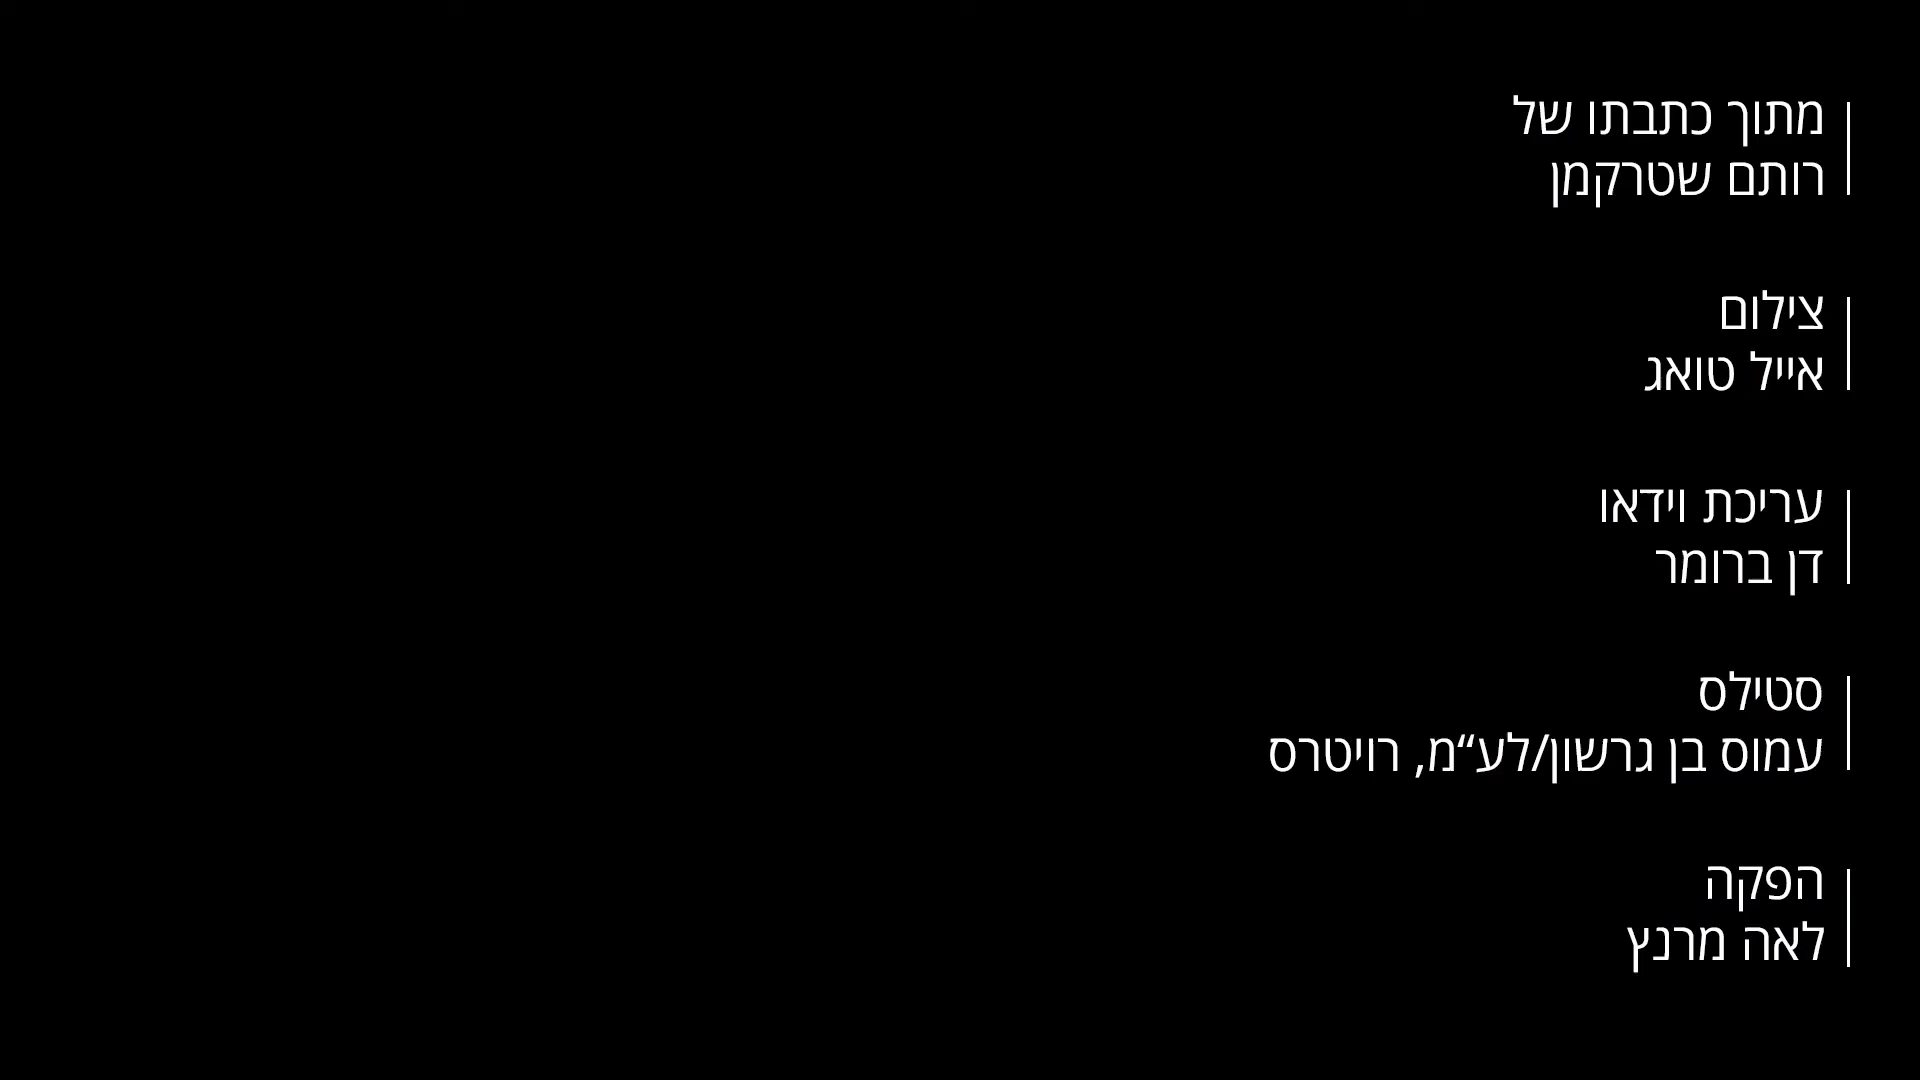 מתוך כתבתו של
רותם שטרקמן
צילום
אייל טואג
עריכת וידאו
דן ברומר
סטילס
עמוס בן גרשון/לע“מ, רויטרס
הפקה
לאה מרנץ